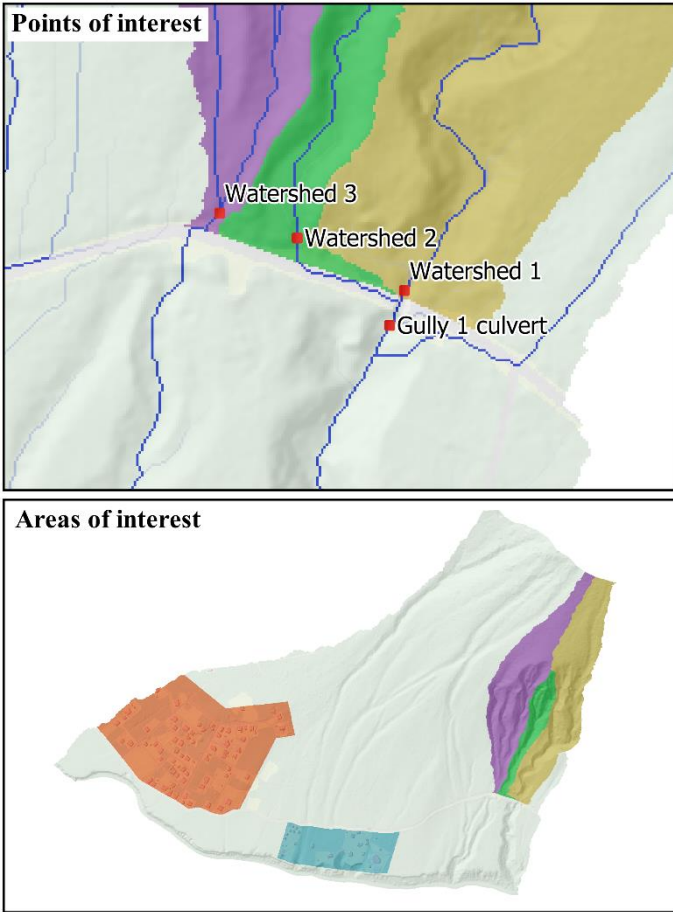 Points of interest
Watershed 3
Watershed 2
Watershed 1
Gully 1 culvert
Areas of interest